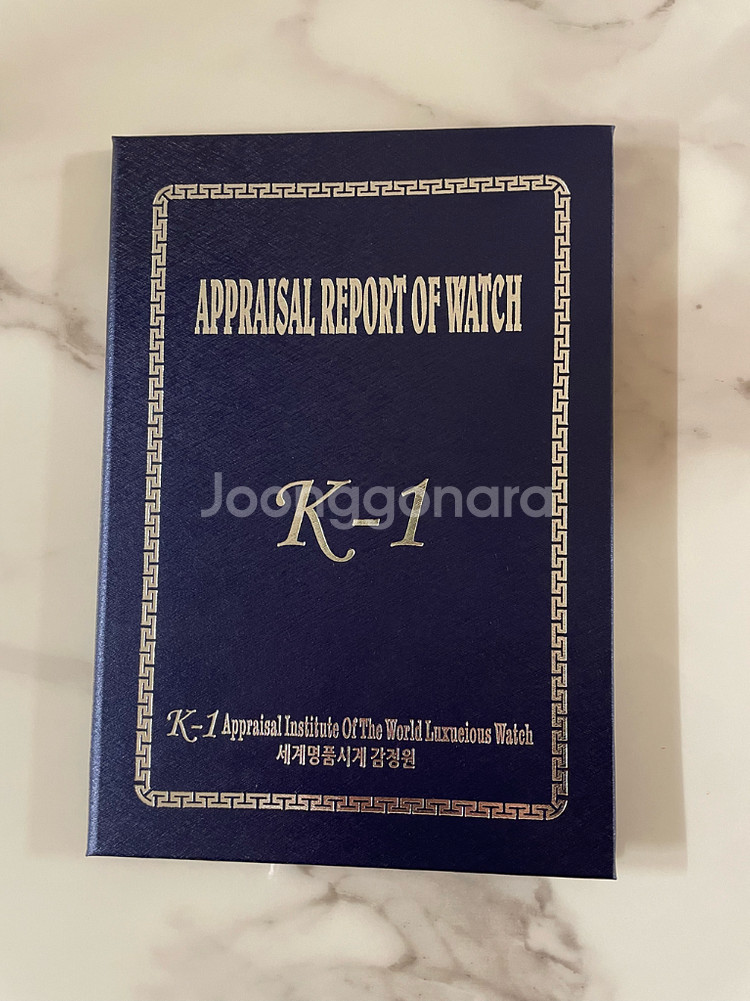 APPRAISAL REPORT OF WATCH
Joonggonara
K-1
K-1 Appraisal Institute Of The World Luxueious Watch
세계명품시계 감정원